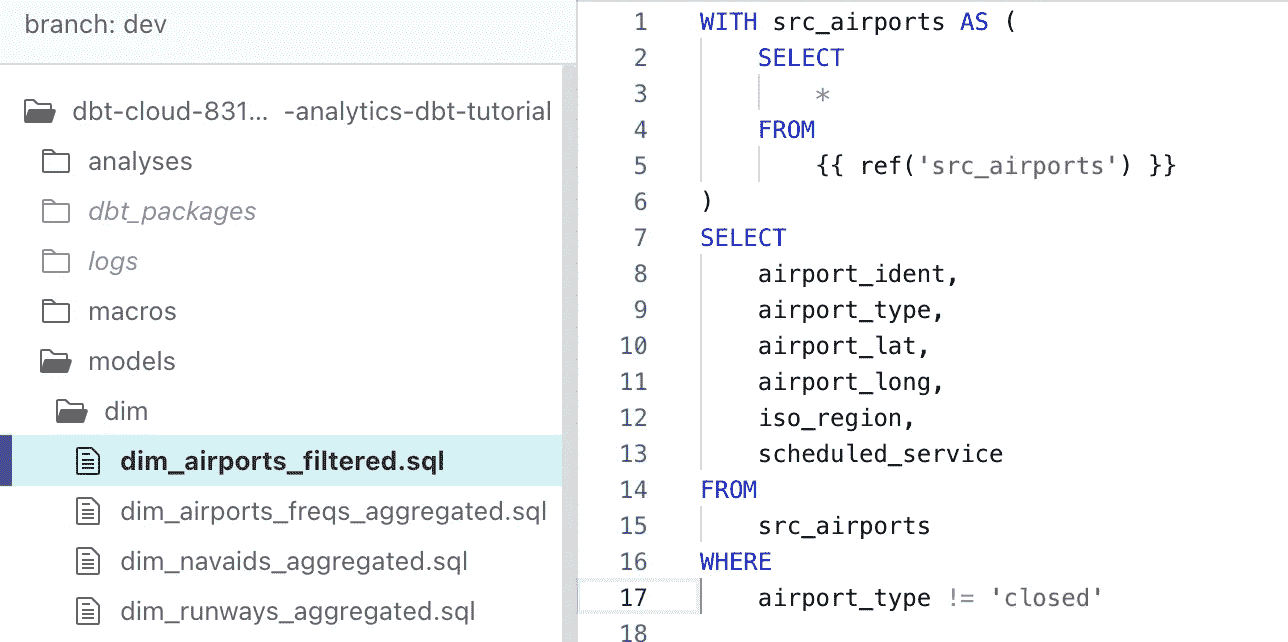 branch: dev
dbt-cloud-831... -analytics-dbt-tutorial
analyses
dbt_packages
logs
macros
models
dim
dim_airports_filtered.sql
dim_airports_freqs_aggregated.sql
dim_navaids_aggregated.sql
dim_runways_aggregated.sql
1 WITH src_airports AS (
2 SELECT
3 *
4 FROM
5 {{ ref('src_airports') }}
6 )
7 SELECT
8 airport_ident,
9 airport_type,
10 airport_lat,
11 airport_long,
12 iso_region,
13 scheduled_service
14 FROM
15 src_airports
16 WHERE
17 airport_type != 'closed'
18